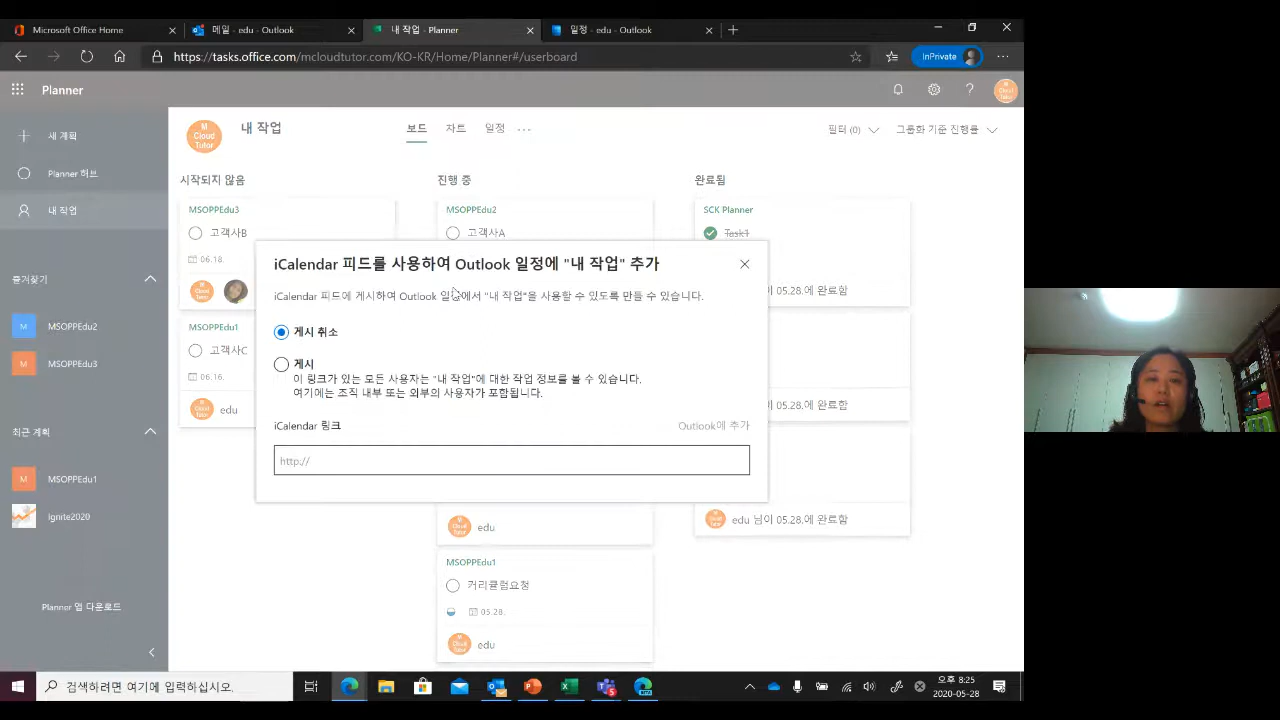 Microsoft Office Home
메일 - edu - Outlook
내 작업 - Planner
일정 - edu - Outlook
https://tasks.office.com/mcloudtutor.com/KO-KR/Home/Planner#/userboard
InPrivate
Planner
M Cloud Tutor
새 계획
Planner 허브
내 작업
즐겨찾기
M MSOPPEdu2
M MSOPPEdu3
최근 계획
M MSOPPEdu1
Ignite2020
Planner 앱 다운로드
M
Cloud
Tutor
내 작업
보드 차트 일정 ...
필터 (0) 그룹화 기준 진행률
시작되지 않음
MSOPPEdu3
고객사B
06.18.
MSOPPEdu1
고객사C
06.16.
edu
진행 중
MSOPPEdu2
고객사A
edu
MSOPPEdu1
커리큘럼요청
05.28.
edu
완료됨
SCK Planner
Task1
이 05.28.에 완료함
이 05.28.에 완료함
edu 님이 05.28.에 완료함
iCalendar 피드를 사용하여 Outlook 일정에 "내 작업" 추가
iCalendar 피드에 게시하여 Outlook 일정에서 "내 작업"을 사용할 수 있도록 만들 수 있습니다.
게시 취소
게시
이 링크가 있는 모든 사용자는 "내 작업"에 대한 작업 정보를 볼 수 있습니다.
여기에는 조직 내부 또는 외부의 사용자가 포함됩니다.
iCalendar 링크
Outlook에 추가
http://
검색하려면 여기에 입력하십시오.
오후 8:25
2020-05-28